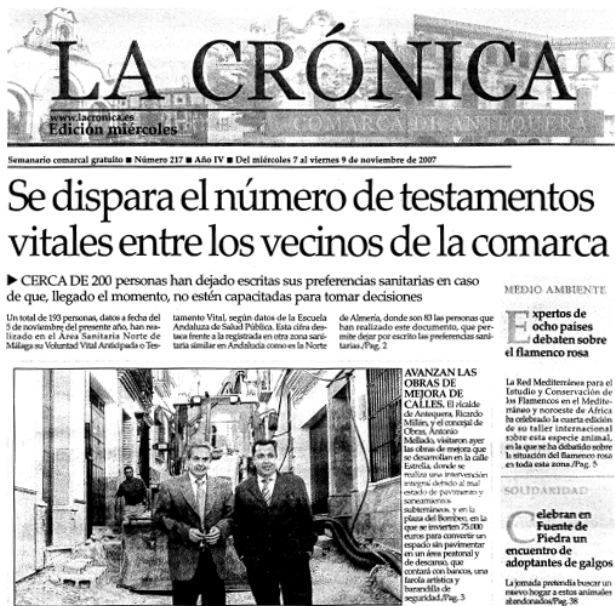 LA CRÓNICA
www.lacronica.es
Edición miércoles
COMARCA DE ANTEQUERA
Semanario comarcal gratuito ■ Número 217 ■ Año IV ■ Del miércoles 7 al viernes 9 de noviembre de 2007
Se dispara el número de testamentos
vitales entre los vecinos de la comarca
▶ CERCA DE 200 personas han dejado escritas sus preferencias sanitarias en caso
de que, llegado el momento, no estén capacitadas para tomar decisiones
Un total de 193 personas, datos a fecha del
5 de noviembre del presente año, han rea-
lizado en el Área Sanitaria Norte de
Málaga su Voluntad Vital Anticipada o Tes-
tamento Vital, según datos de la Escuela
Andaluza de Salud Pública. Esta cifra des-
taca frente a la registrada en otra zona sani-
taria similar en Andalucía como es la Norte
de Almería, donde son 83 las personas que
han realizado este documento, que per-
mite dejar por escrito las preferencias sani-
tarias./Pag. 2
AVANZAN LAS
OBRAS DE
MEJORA DE
CALLES. El alcalde
de Antequera, Ricardo
Millán, y el concejal de
Obras, Antonio
Mellado, visitaron ayer
las obras de mejora que
se desarrollan en la calle
Estrella, donde se
realiza una intervención
integral debido al mal
estado de pavimento y
saneamientos
subterráneos, y en la
plaza del Bombeo, en la
que se invierten 75.000
euros para convertir un
espacio sin pavimentar
en un área peatonal y
de descanso, que
contará con bancos, una
farola artística y
barandilla de
seguridad./Pag. 3
MEDIO AMBIENTE
Expertos de
ocho países
debaten sobre
el flamenco rosa
La Red Mediterránea para el
Estudio y Conservación de
los Flamencos en el Medite-
rráneo y noroeste de África
ha celebrado la cuarta edición
de su taller internacional
sobre esta especie animal,
en la que se ha debatido sobre
la situación del flamenco rosa
en toda esta zona./Pag. 5
SOLIDARIDAD
Celebran en
Fuente de
Piedra un
encuentro de
adoptantes de galgos
La jornada pretendía buscar un
nuevo hogar a estos animales
abandonados/Pag. 38